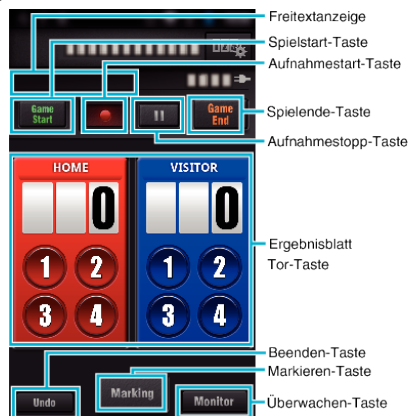 Freitextanzeige
Spielstart-Taste
Aufnahmestart-Taste
Game
Start
Game
End
Spielende-Taste
Aufnahmestopp-Taste
HOME
VISITOR
0
0
1 2
1 2
Ergebnisblatt
Tor-Taste
3 4
3 4
Beenden-Taste
Markieren-Taste
Undo
Marking
Monitor
Überwachen-Taste